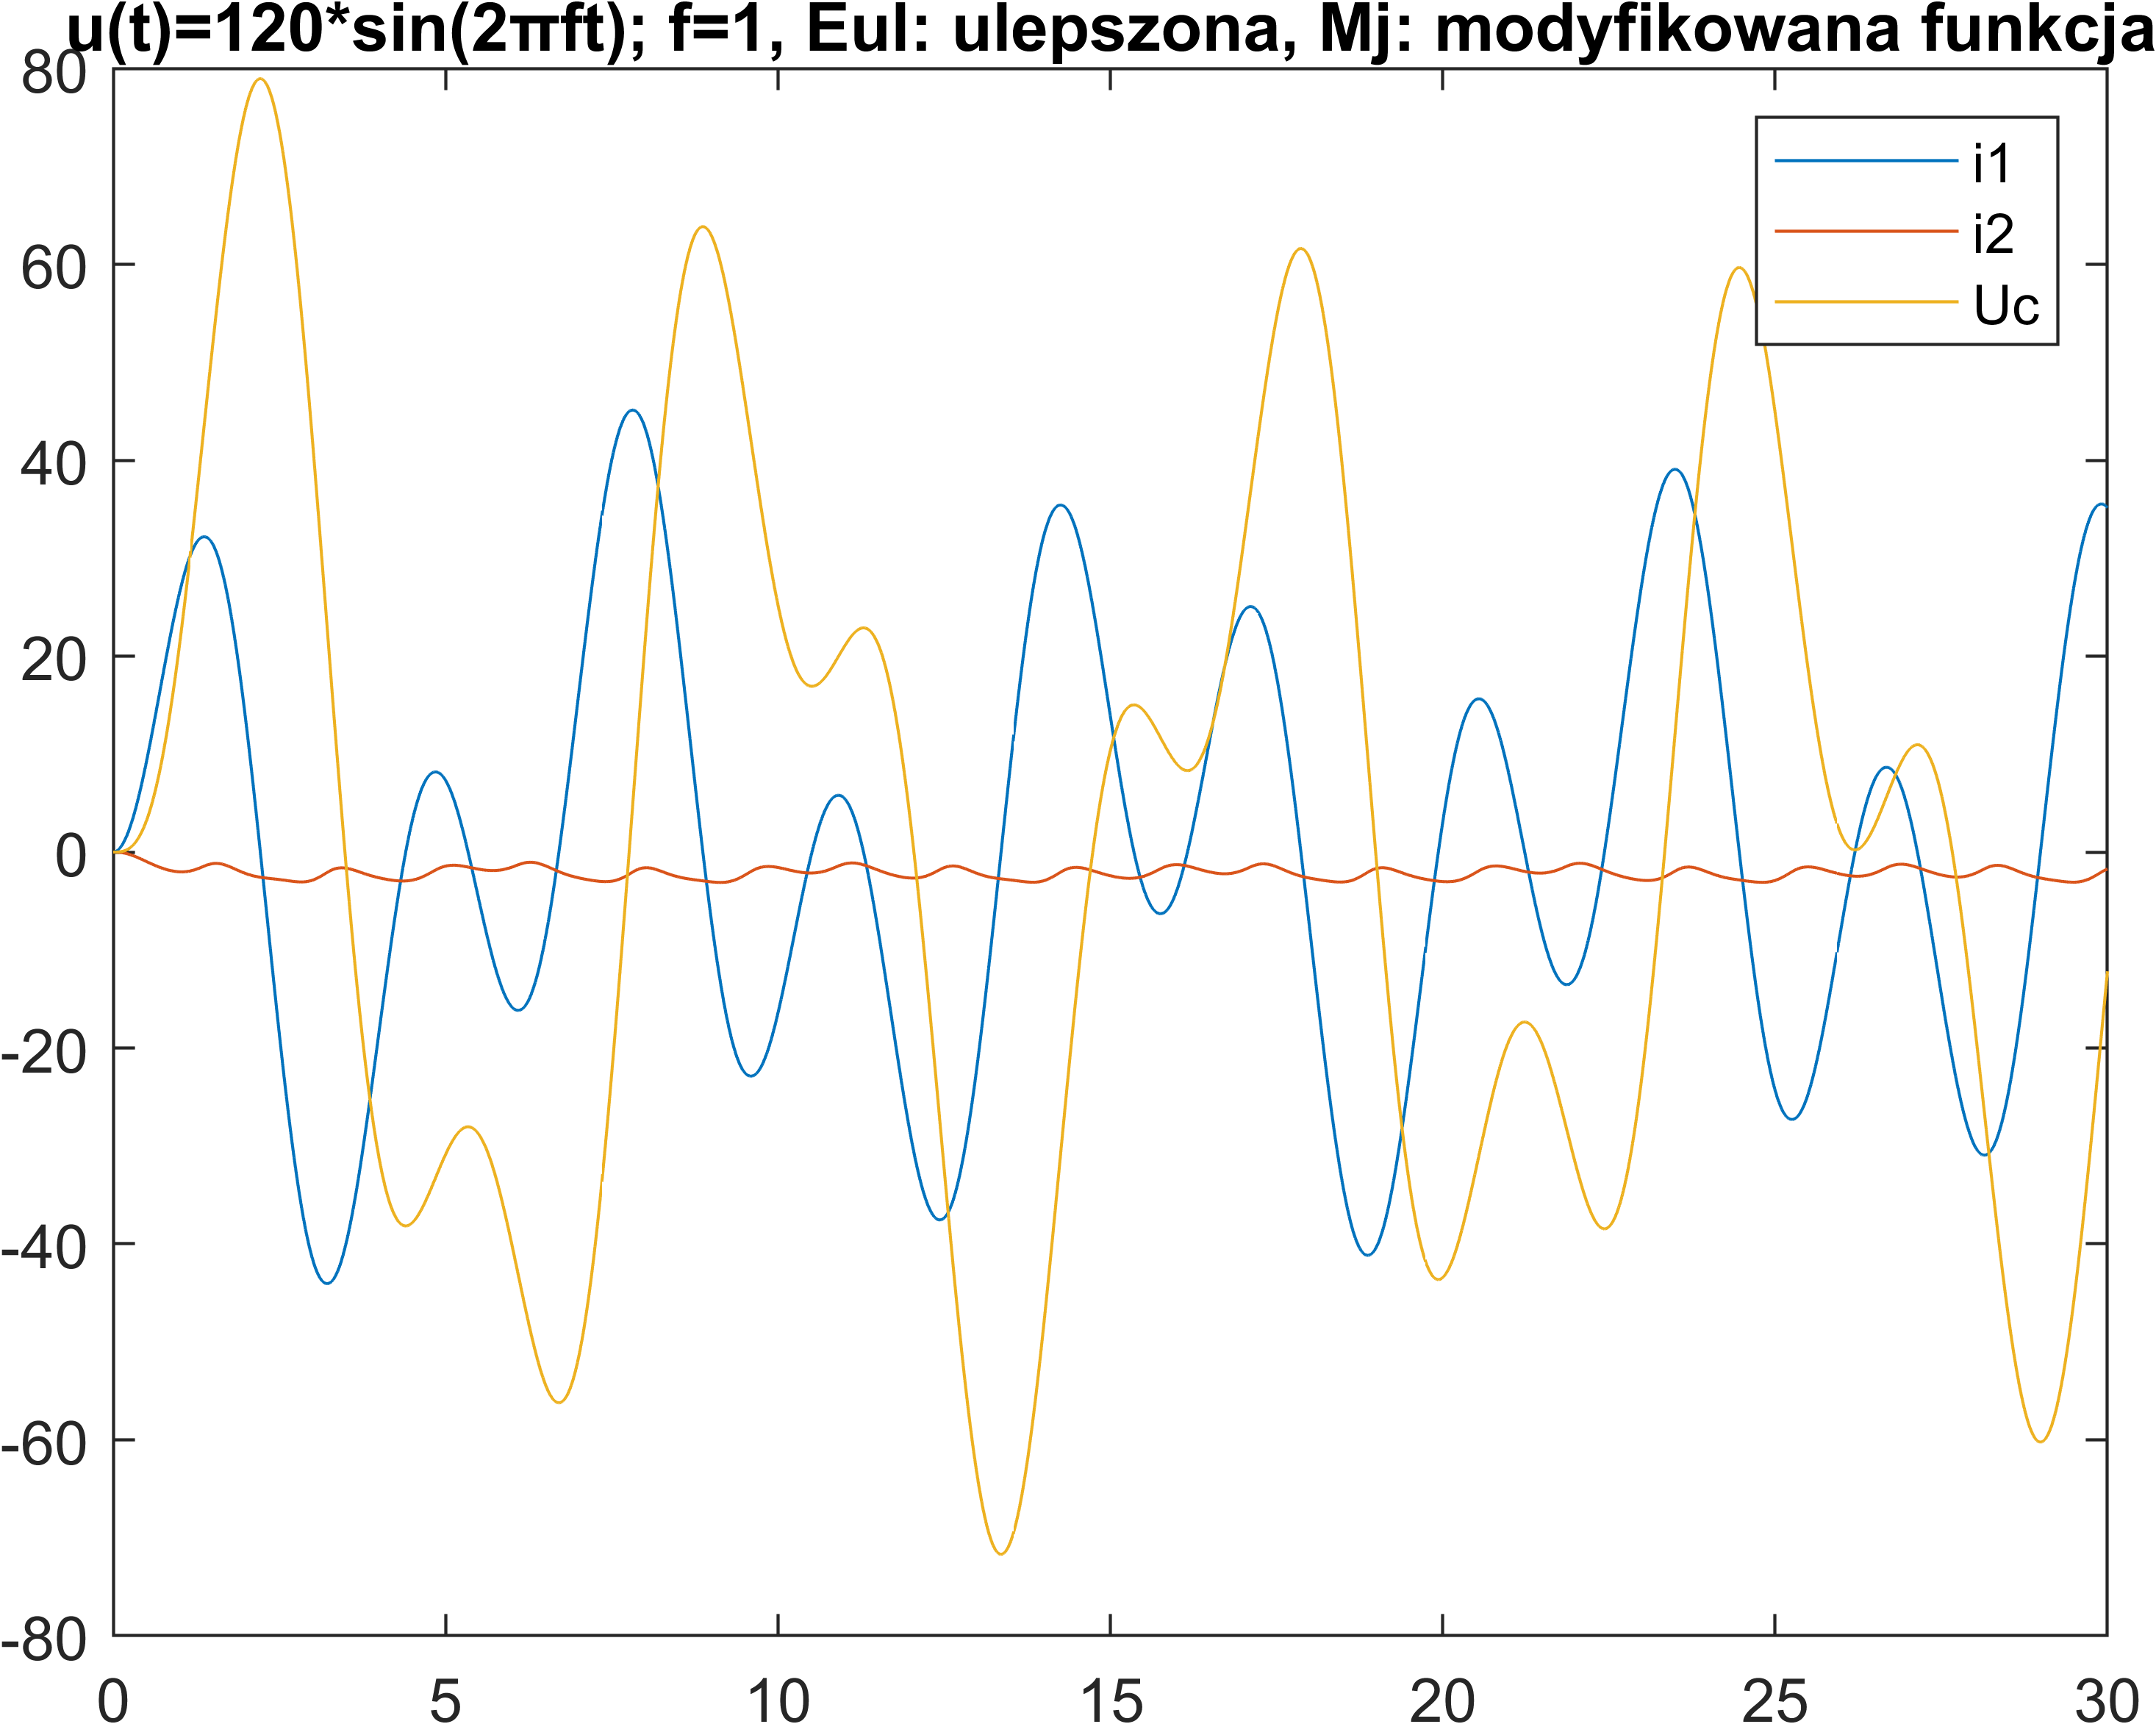 u(t)=120*sin(2πft); f=1, Eul: ulepszona, Mj: modyfikowana funkcja
80
60
40
20
0
-20
-40
-60
-80
i1
i2
Uc
0 5 10 15 20 25 30